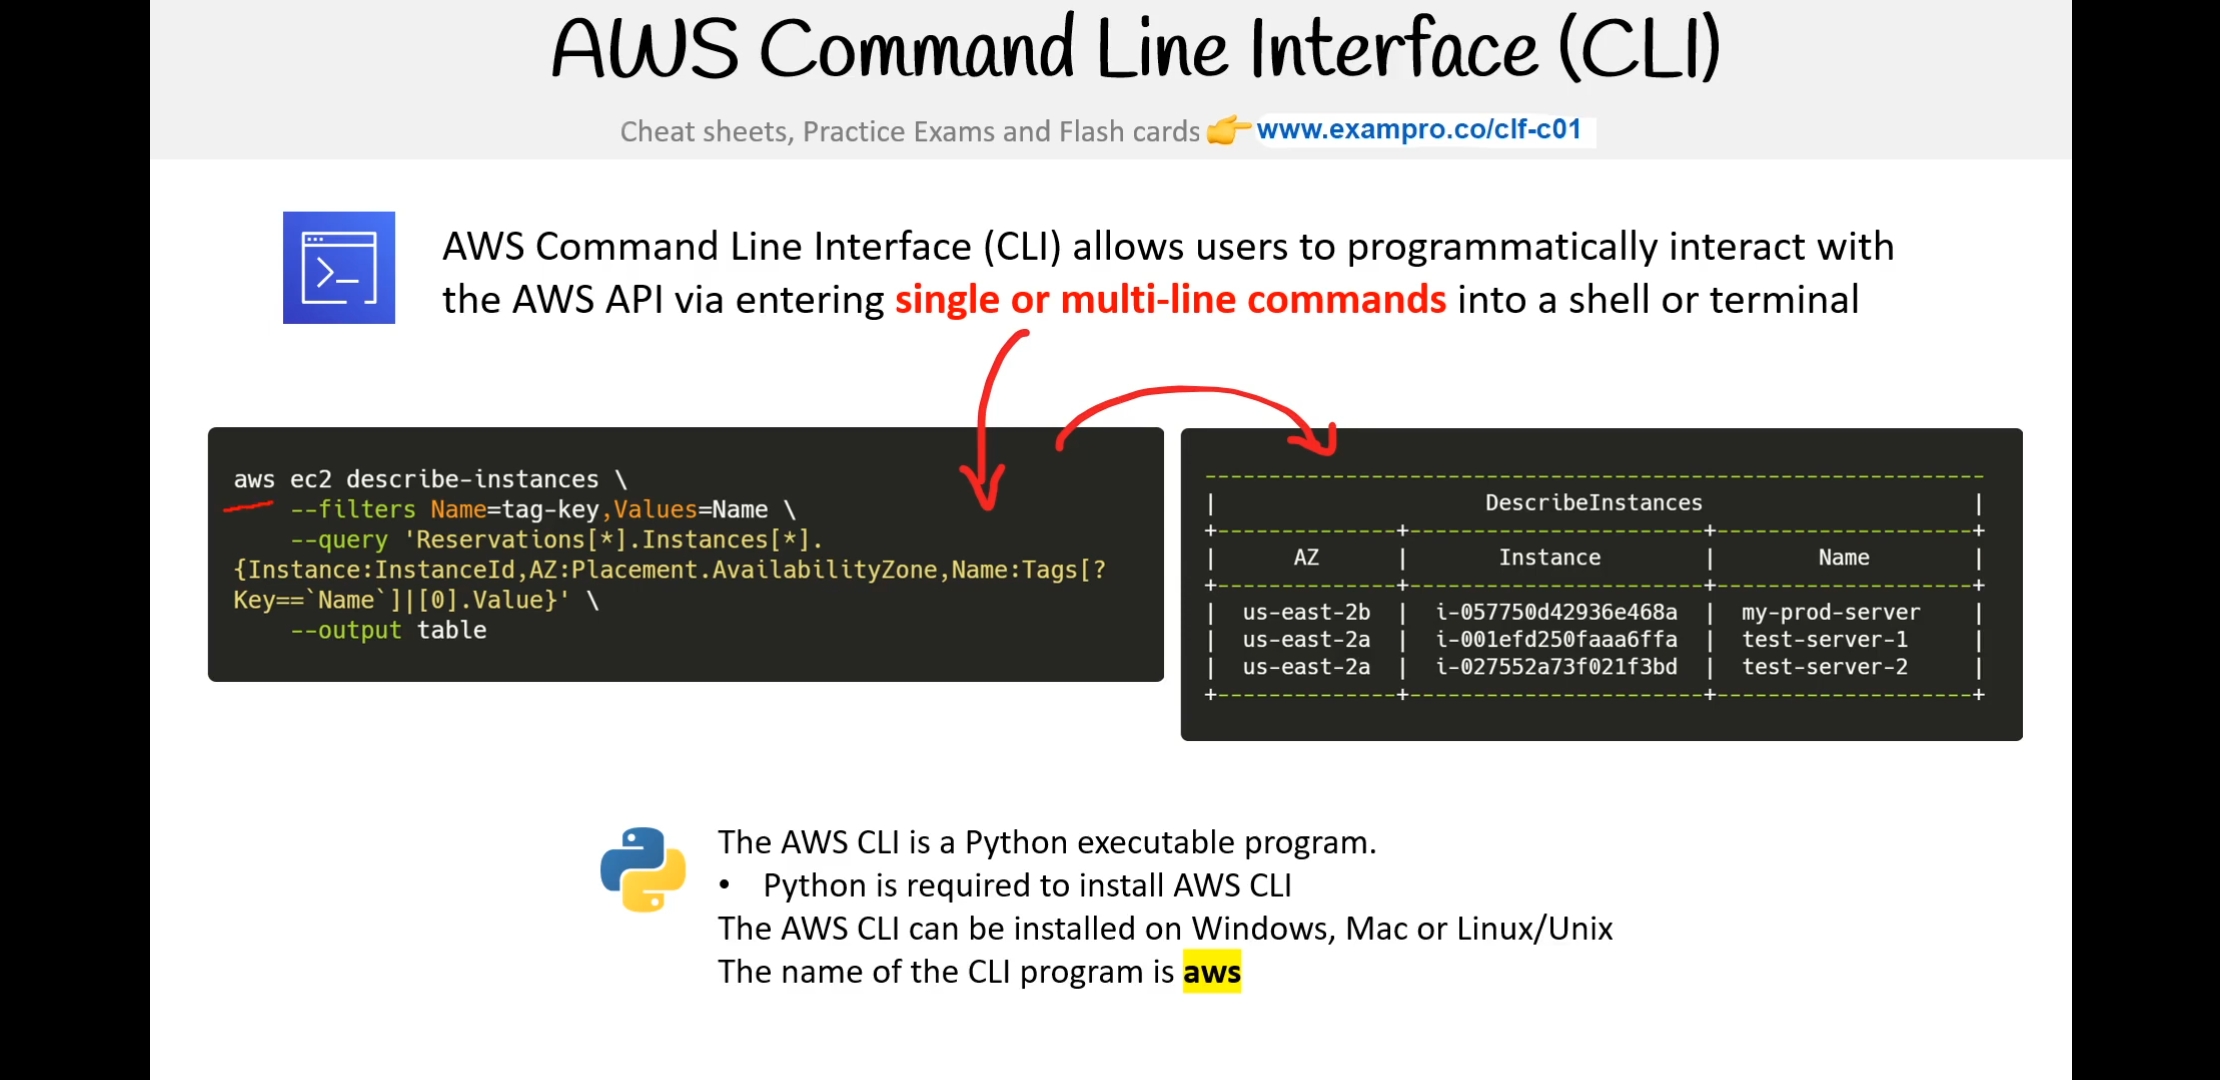 AWS Command Line Interface (CLI)
Cheat sheets, Practice Exams and Flash cards 👉 www.exampro.co/clf-c01
AWS Command Line Interface (CLI) allows users to programmatically interact with
the AWS API via entering single or multi-line commands into a shell or terminal
aws ec2 describe-instances \
    --filters Name=tag-key,Values=Name \
    --query 'Reservations[*].Instances[*].
{Instance:InstanceId,AZ:Placement.AvailabilityZone,Name:Tags[?
Key==`Name`]|[0].Value}' \
    --output table
-------------------------------------------------------------
|                     DescribeInstances                     |
+--------------+------------------------+--------------------+
|      AZ      |        Instance        |        Name        |
+--------------+------------------------+--------------------+
|  us-east-2b  |  i-057750d42936e468a  |  my-prod-server    |
|  us-east-2a  |  i-001efd250faaa6ffa  |  test-server-1     |
|  us-east-2a  |  i-027552a73f021f3bd  |  test-server-2     |
+--------------+------------------------+--------------------+
The AWS CLI is a Python executable program.
• Python is required to install AWS CLI
The AWS CLI can be installed on Windows, Mac or Linux/Unix
The name of the CLI program is aws